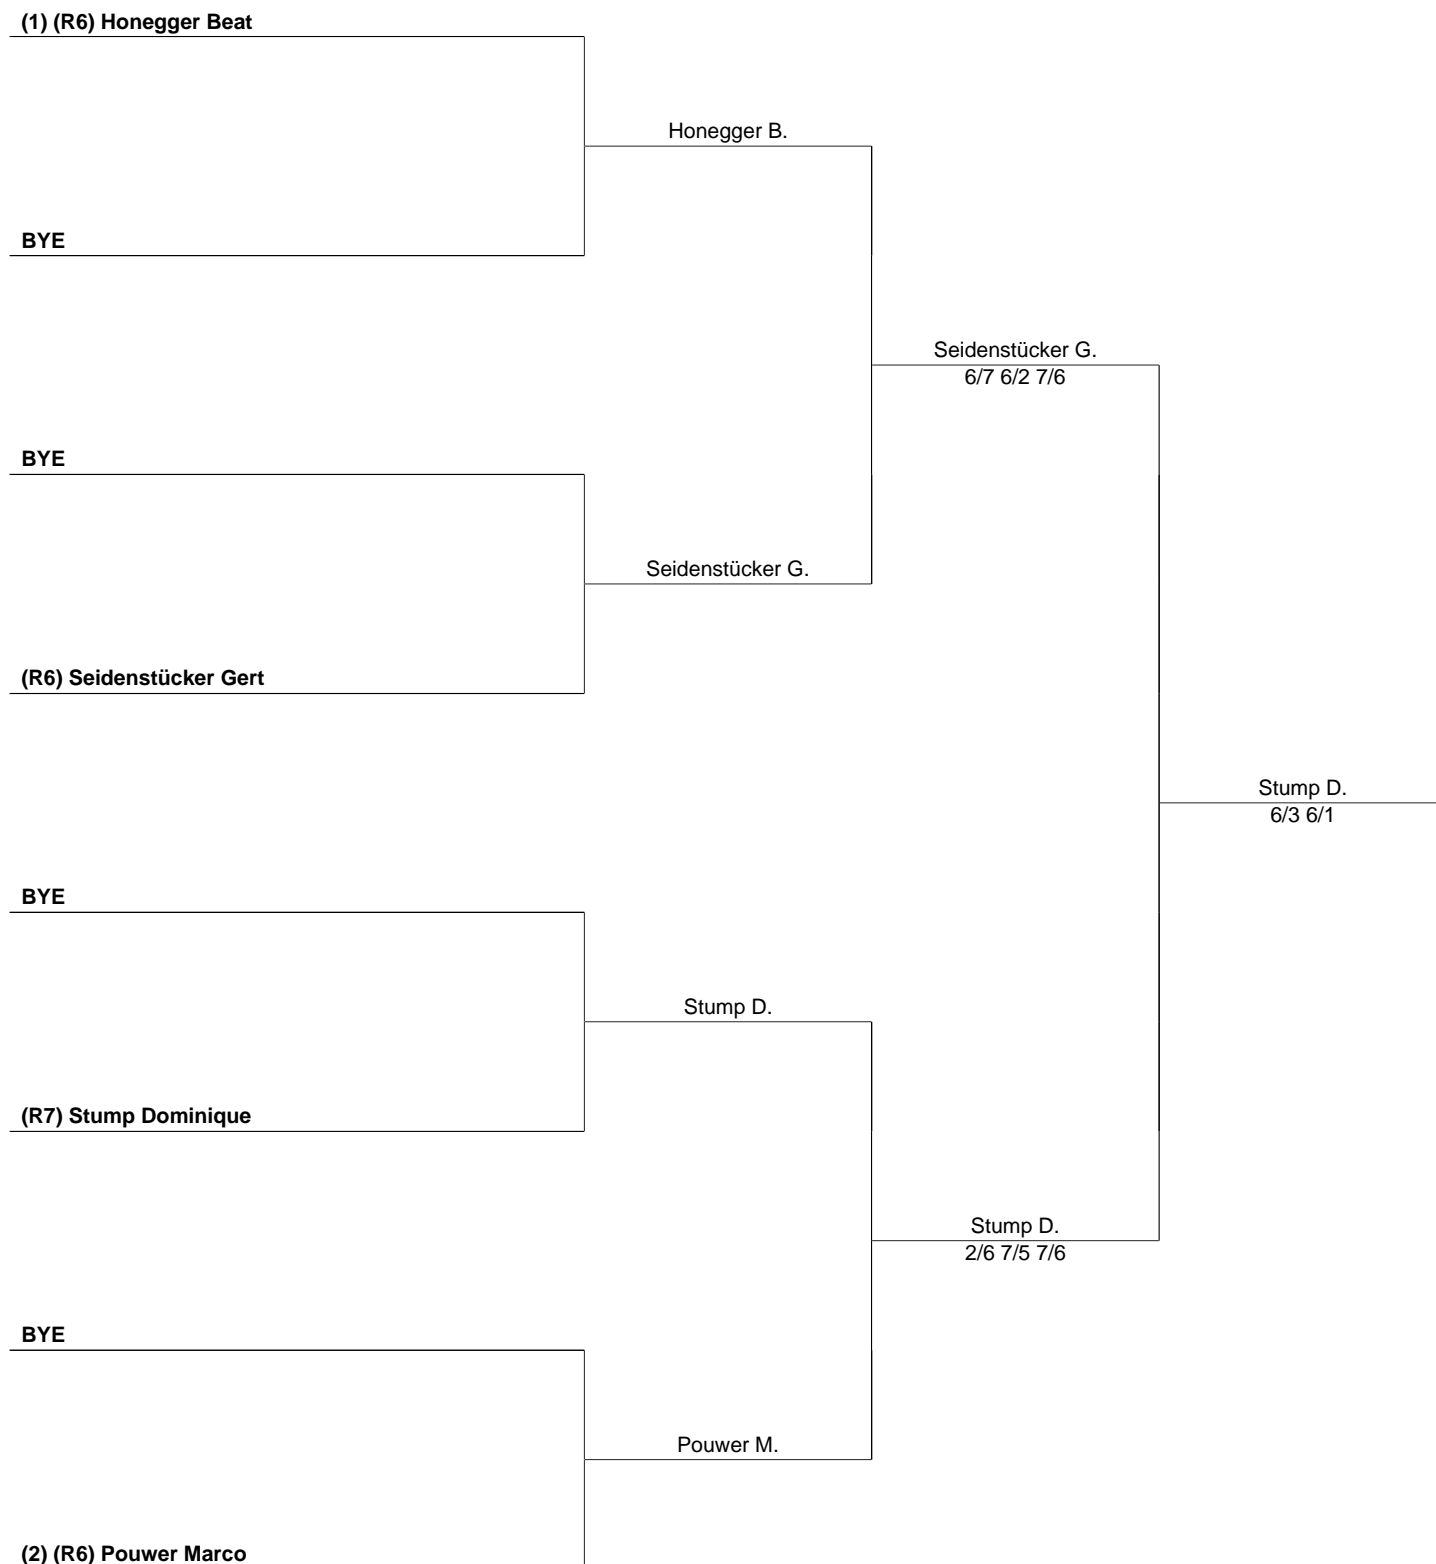 (1) (R6) Honegger Beat
Honegger B.
BYE
Seidenstücker G.
6/7 6/2 7/6
BYE
Seidenstücker G.
(R6) Seidenstücker Gert
Stump D.
6/3 6/1
BYE
Stump D.
(R7) Stump Dominique
Stump D.
2/6 7/5 7/6
BYE
Pouwer M.
(2) (R6) Pouwer Marco